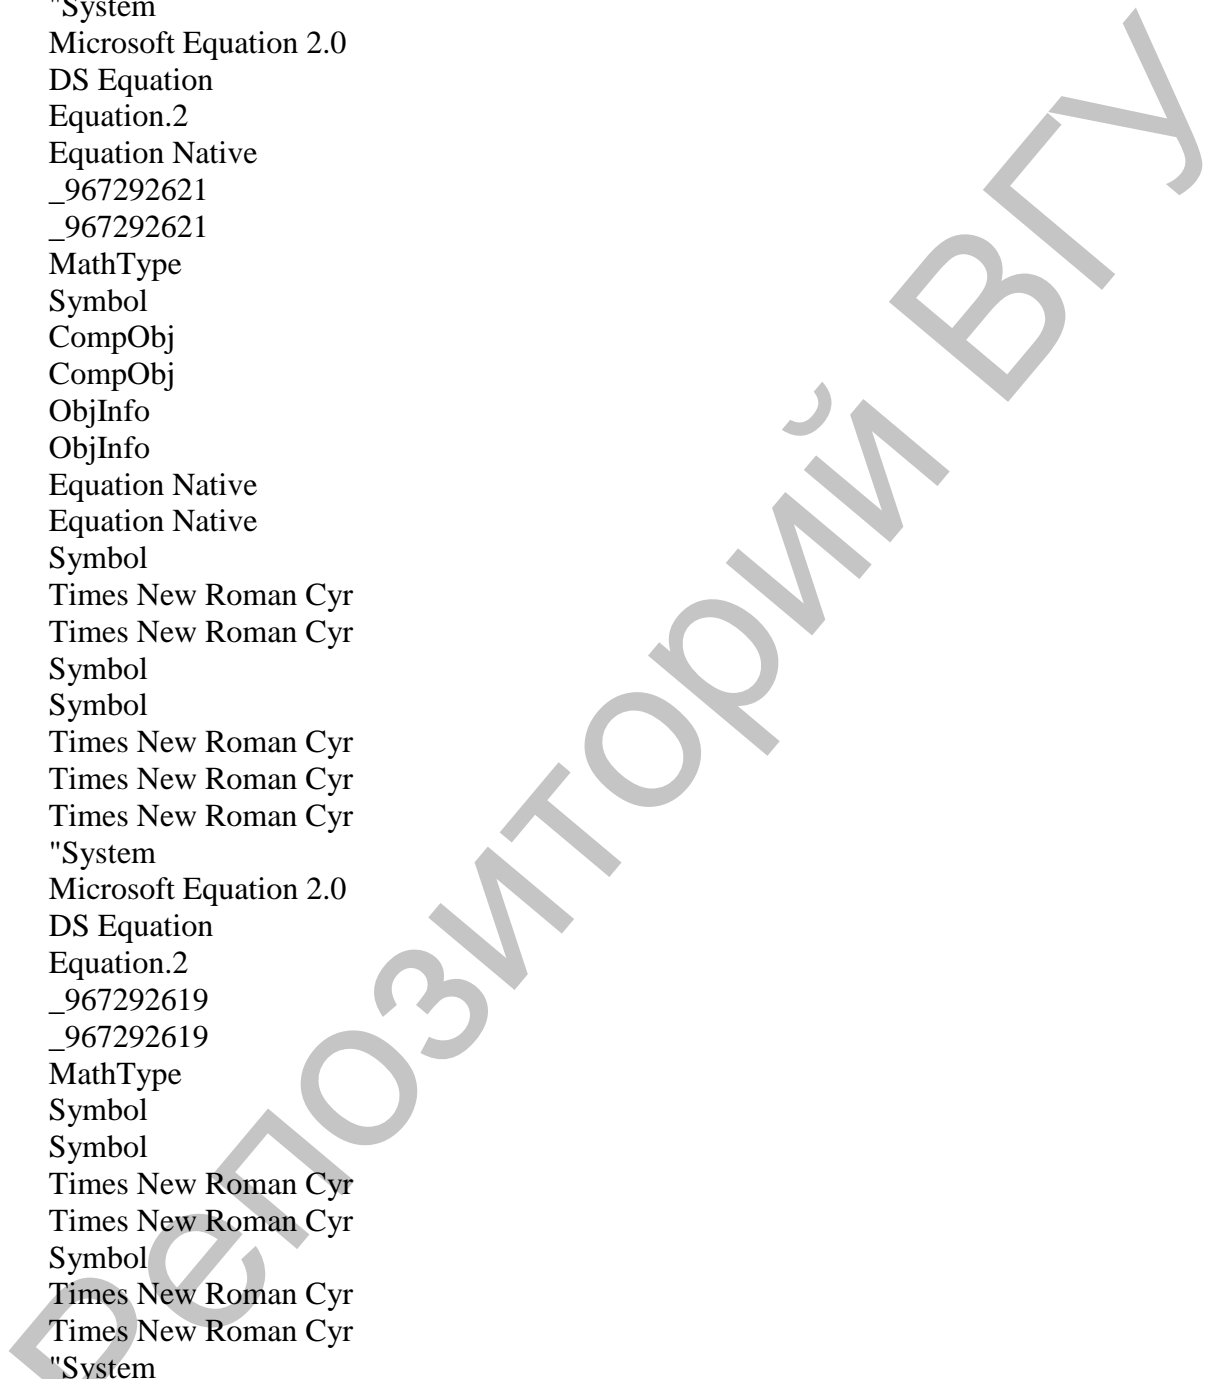 "System
Microsoft Equation 2.0
DS Equation
Equation.2
Equation Native
_967292621
_967292621
MathType
Symbol
CompObj
CompObj
ObjInfo
ObjInfo
Equation Native
Equation Native
Symbol
Times New Roman Cyr
Times New Roman Cyr
Symbol
Symbol
Times New Roman Cyr
Times New Roman Cyr
Times New Roman Cyr
"System
Microsoft Equation 2.0
DS Equation
Equation.2
_967292619
_967292619
MathType
Symbol
Symbol
Times New Roman Cyr
Times New Roman Cyr
Symbol
Times New Roman Cyr
Times New Roman Cyr
"System
Репозиторий ВГУ